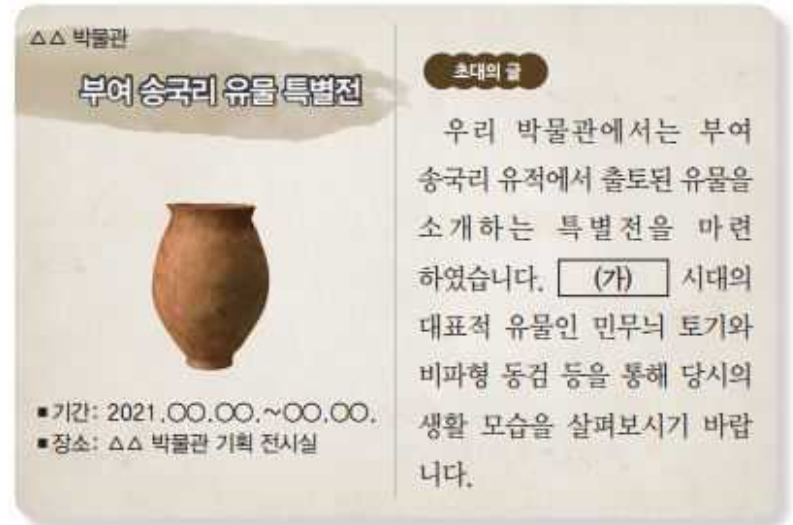 △△ 박물관
부여 송국리 유물 특별전
■기간: 2021.○○.○○.~○○.○○.
■장소: △△ 박물관 기획 전시실
초대의 글
우리 박물관에서는 부여
송국리 유적에서 출토된 유물을
소개하는 특별전을 마련
하였습니다. (가) 시대의
대표적 유물인 민무늬 토기와
비파형 동검 등을 통해 당시의
생활 모습을 살펴보시기 바랍
니다.